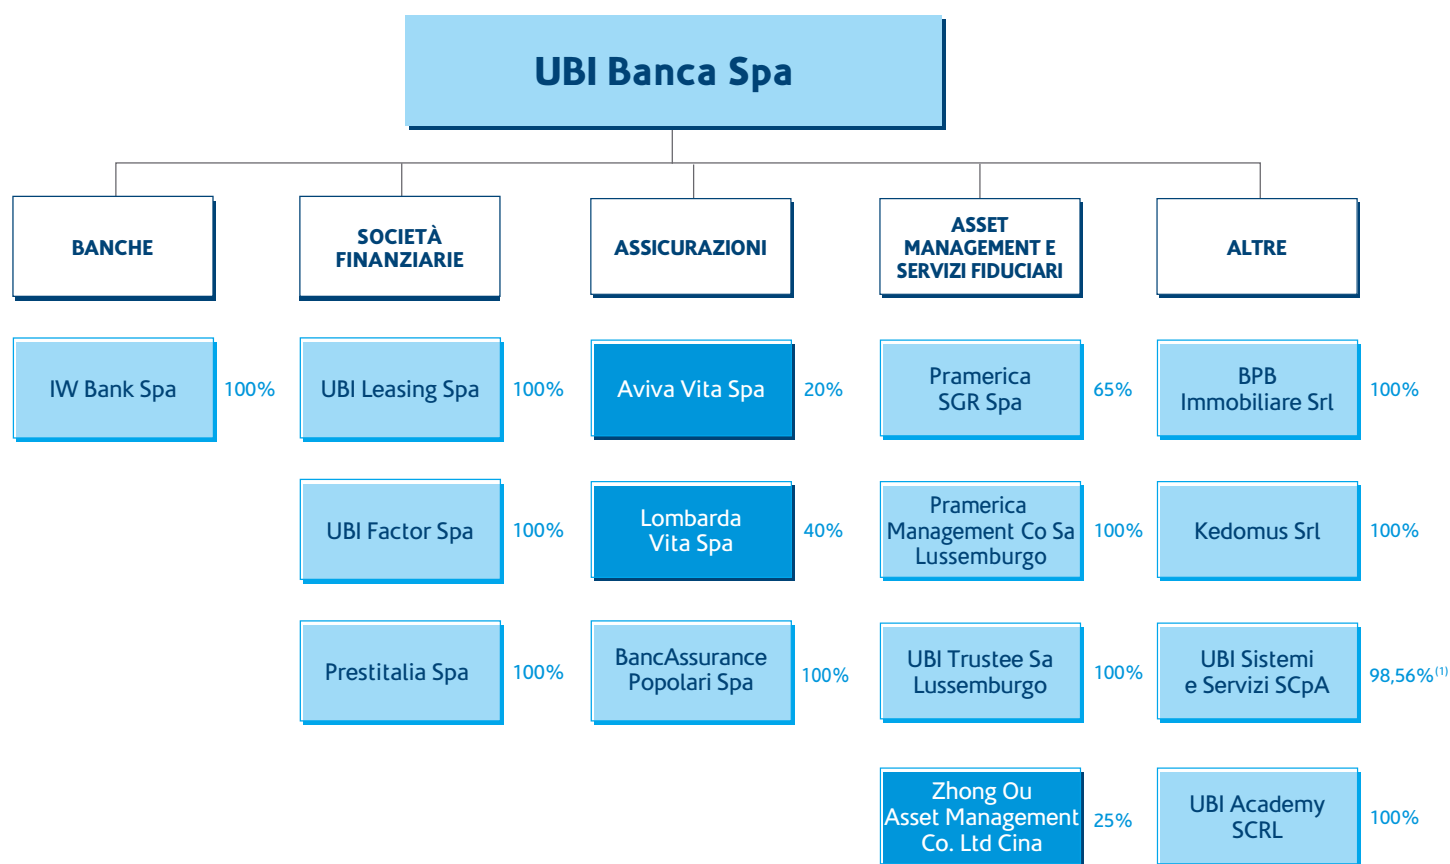 UBI Banca Spa
BANCHE
SOCIETÀ
FINANZIARIE
ASSICURAZIONI
ASSET
MANAGEMENT E
SERVIZI FIDUCIARI
ALTRE
IW Bank Spa
100%
UBI Leasing Spa
100%
Aviva Vita Spa
20%
Pramerica
SGR Spa
65%
BPB
Immobiliare Srl
100%
UBI Factor Spa
100%
Lombarda
Vita Spa
40%
Pramerica
Management Co Sa
Lussemburgo
100%
Kedomus Srl
100%
Prestitalia Spa
100%
BancAssurance
Popolari Spa
100%
UBI Trustee Sa
Lussemburgo
100%
UBI Sistemi
e Servizi SCpA
98,56%(1)
Zhong Ou
Asset Management
Co. Ltd Cina
25%
UBI Academy
SCRL
100%